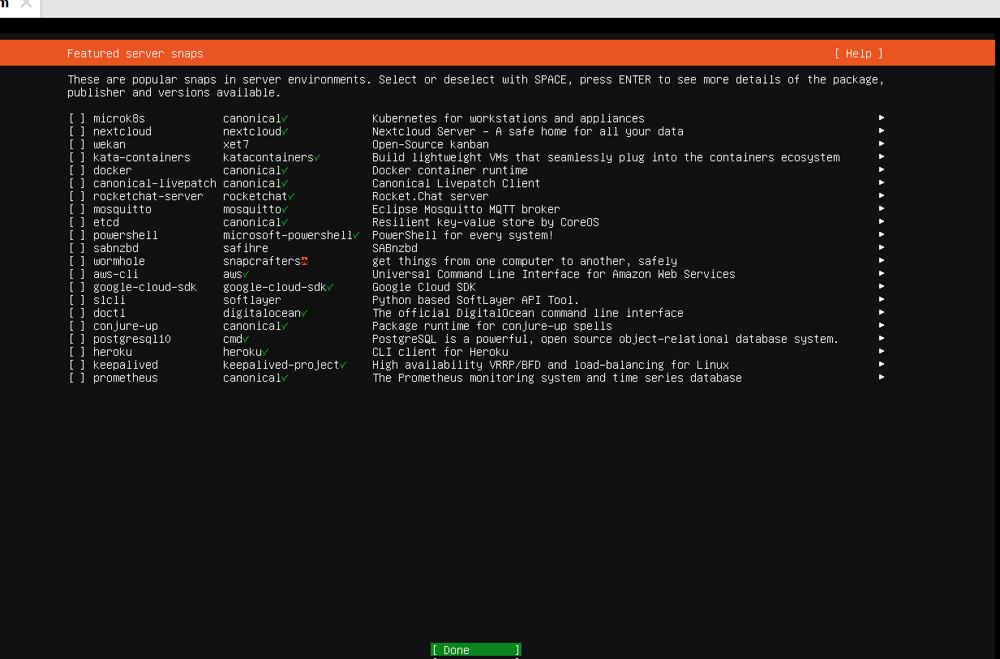 m
Featured server snaps [ Help ]
These are popular snaps in server environments. Select or deselect with SPACE, press ENTER to see more details of the package,
publisher and versions available.
[ ] microk8s canonical✓ Kubernetes for workstations and appliances ▸
[ ] nextcloud nextcloud✓ Nextcloud Server – A safe home for all your data ▸
[ ] wekan xet7 Open-Source kanban ▸
[ ] kata-containers katacontainers✓ Build lightweight VMs that seamlessly plug into the containers ecosystem ▸
[ ] docker canonical✓ Docker container runtime ▸
[ ] canonical-livepatch canonical✓ Canonical Livepatch Client ▸
[ ] rocketchat-server rocketchat✓ Rocket.Chat server ▸
[ ] mosquitto mosquitto✓ Eclipse Mosquitto MQTT broker ▸
[ ] etcd canonical✓ Resilient key-value store by CoreOS ▸
[ ] powershell microsoft-powershell✓ PowerShell for every system! ▸
[ ] sabnzbd safihre SABnzbd ▸
[ ] wormhole snapcrafters✪ get things from one computer to another, safely ▸
[ ] aws-cli aws✓ Universal Command Line Interface for Amazon Web Services ▸
[ ] google-cloud-sdk google-cloud-sdk✓ Google Cloud SDK ▸
[ ] slcli softlayer Python based SoftLayer API Tool. ▸
[ ] doctl digitalocean✓ The official DigitalOcean command line interface ▸
[ ] conjure-up canonical✓ Package runtime for conjure-up spells ▸
[ ] postgresql10 cmd✓ PostgreSQL is a powerful, open source object-relational database system. ▸
[ ] heroku heroku✓ CLI client for Heroku ▸
[ ] keepalived keepalived-project✓ High availability VRRP/BFD and load-balancing for Linux ▸
[ ] prometheus canonical✓ The Prometheus monitoring system and time series database ▸
[ Done ]